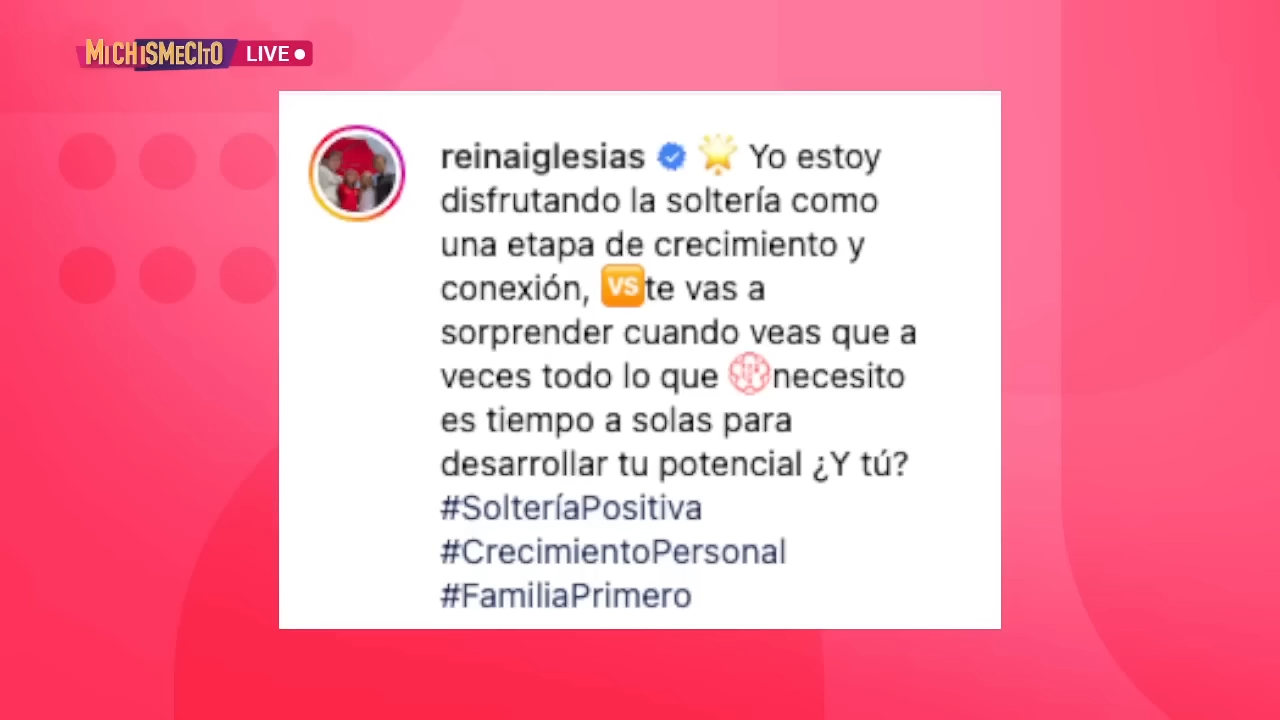 MICHISMECITO LIVE
reinaiglesias 🌟 Yo estoy
disfrutando la soltería como
una etapa de crecimiento y
conexión, 🆚te vas a
sorprender cuando veas que a
veces todo lo que necesito
es tiempo a solas para
desarrollar tu potencial ¿Y tú?
#SolteríaPositiva
#CrecimientoPersonal
#FamiliaPrimero